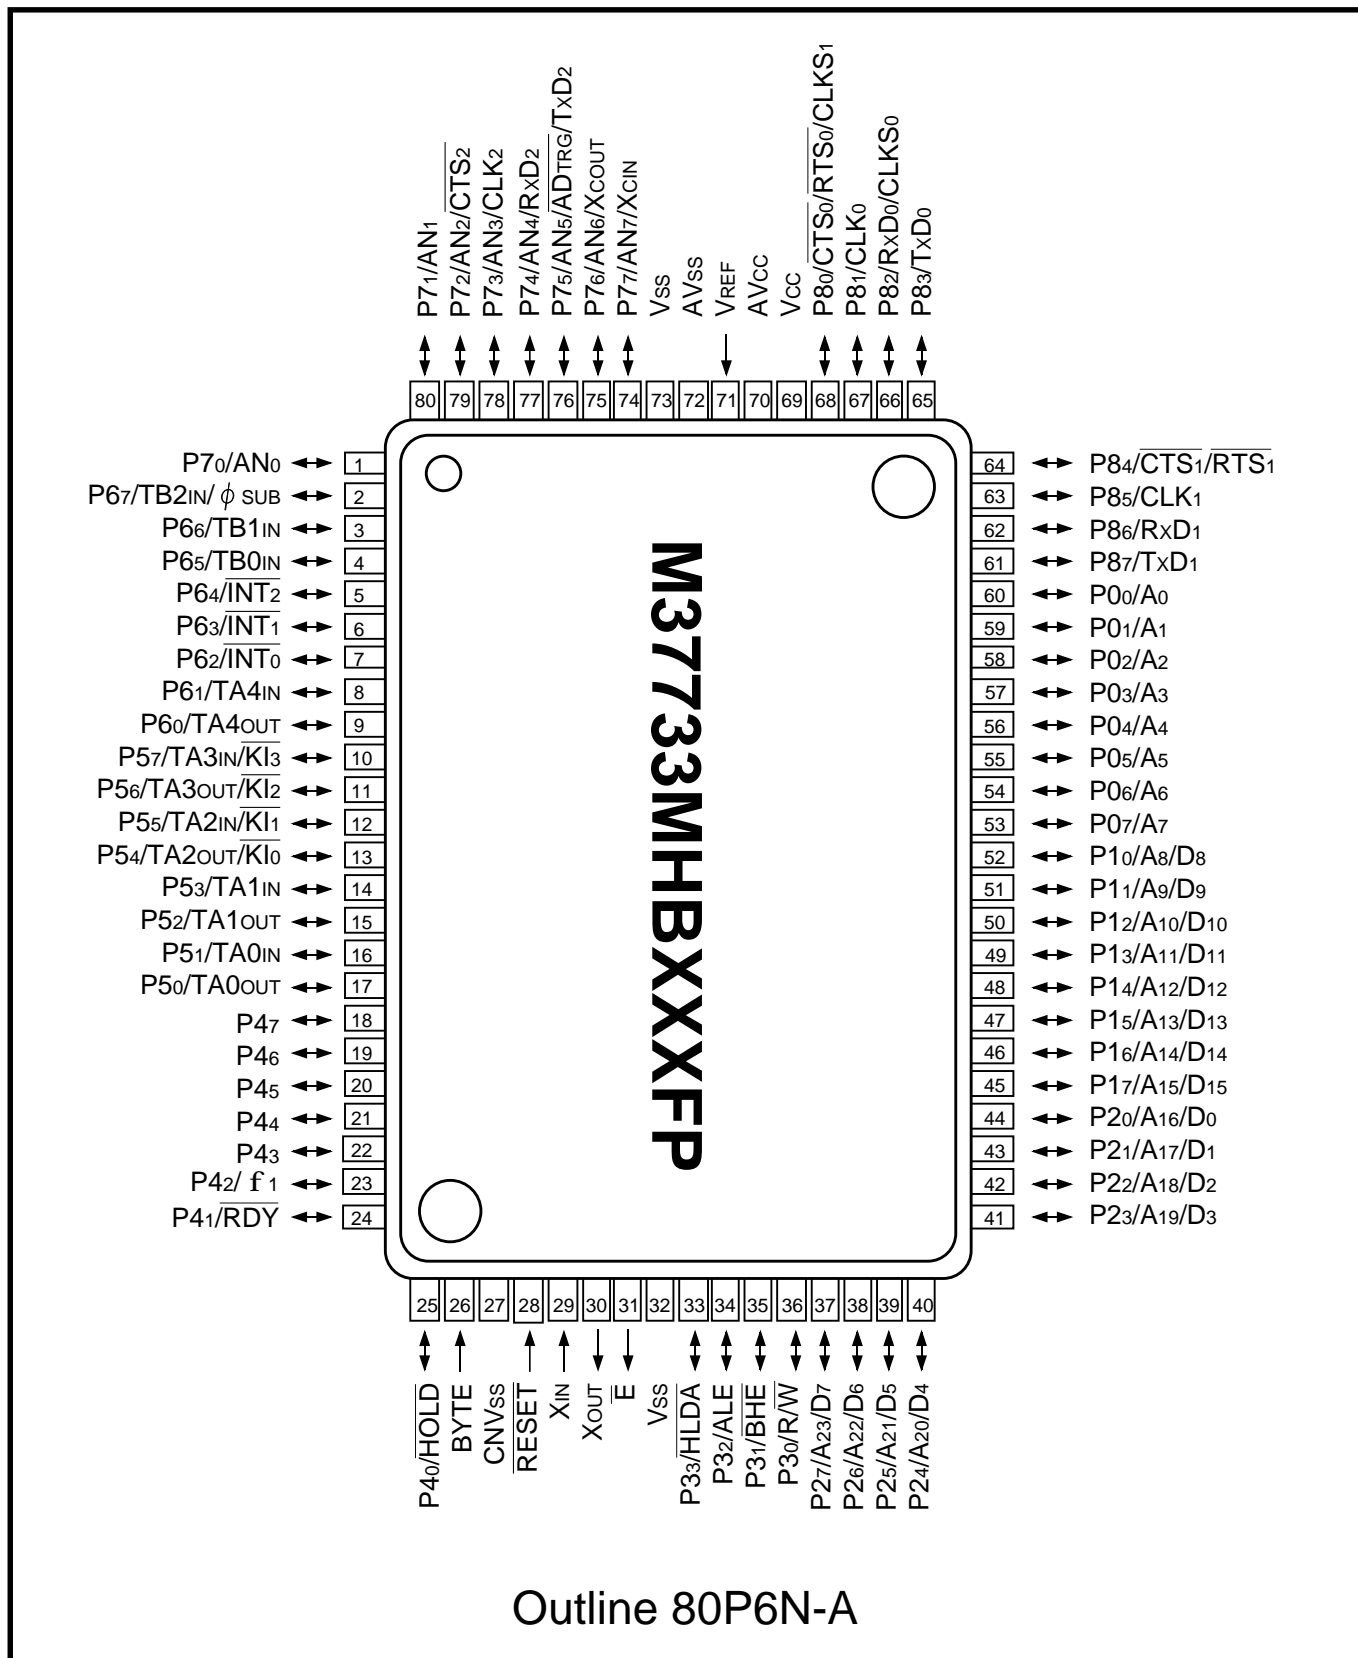 P71/AN1
P72/AN2/CTS2
P73/AN3/CLK2
P74/AN4/RXD2
P75/AN5/ADTRG/TXD2
P76/AN6/XCOUT
P77/AN7/XCIN
VSS
AVSS
VREF
AVCC
VCC
P80/CTS0/RTS0/CLKS1
P81/CLK0
P82/RXD0/CLKS0
P83/TXD0
80 79 78 77 76 75 74 73 72 71 70 69 68 67 66 65
P70/AN0 1
P67/TB2IN/ϕ SUB 2
P66/TB1IN 3
P65/TB0IN 4
P64/INT2 5
P63/INT1 6
P62/INT0 7
P61/TA4IN 8
P60/TA4OUT 9
P57/TA3IN/KI3 10
P56/TA3OUT/KI2 11
P55/TA2IN/KI1 12
P54/TA2OUT/KI0 13
P53/TA1IN 14
P52/TA1OUT 15
P51/TA0IN 16
P50/TA0OUT 17
P47 18
P46 19
P45 20
P44 21
P43 22
P42/ f 1 23
P41/RDY 24
M37733MHBXXXFP
64 P84/CTS1/RTS1
63 P85/CLK1
62 P86/RXD1
61 P87/TXD1
60 P00/A0
59 P01/A1
58 P02/A2
57 P03/A3
56 P04/A4
55 P05/A5
54 P06/A6
53 P07/A7
52 P10/A8/D8
51 P11/A9/D9
50 P12/A10/D10
49 P13/A11/D11
48 P14/A12/D12
47 P15/A13/D13
46 P16/A14/D14
45 P17/A15/D15
44 P20/A16/D0
43 P21/A17/D1
42 P22/A18/D2
41 P23/A19/D3
25 26 27 28 29 30 31 32 33 34 35 36 37 38 39 40
P40/HOLD
BYTE
CNVSS
RESET
XIN
XOUT
E
VSS
P33/HLDA
P32/ALE
P31/BHE
P30/R/W
P27/A23/D7
P26/A22/D6
P25/A21/D5
P24/A20/D4
Outline 80P6N-A